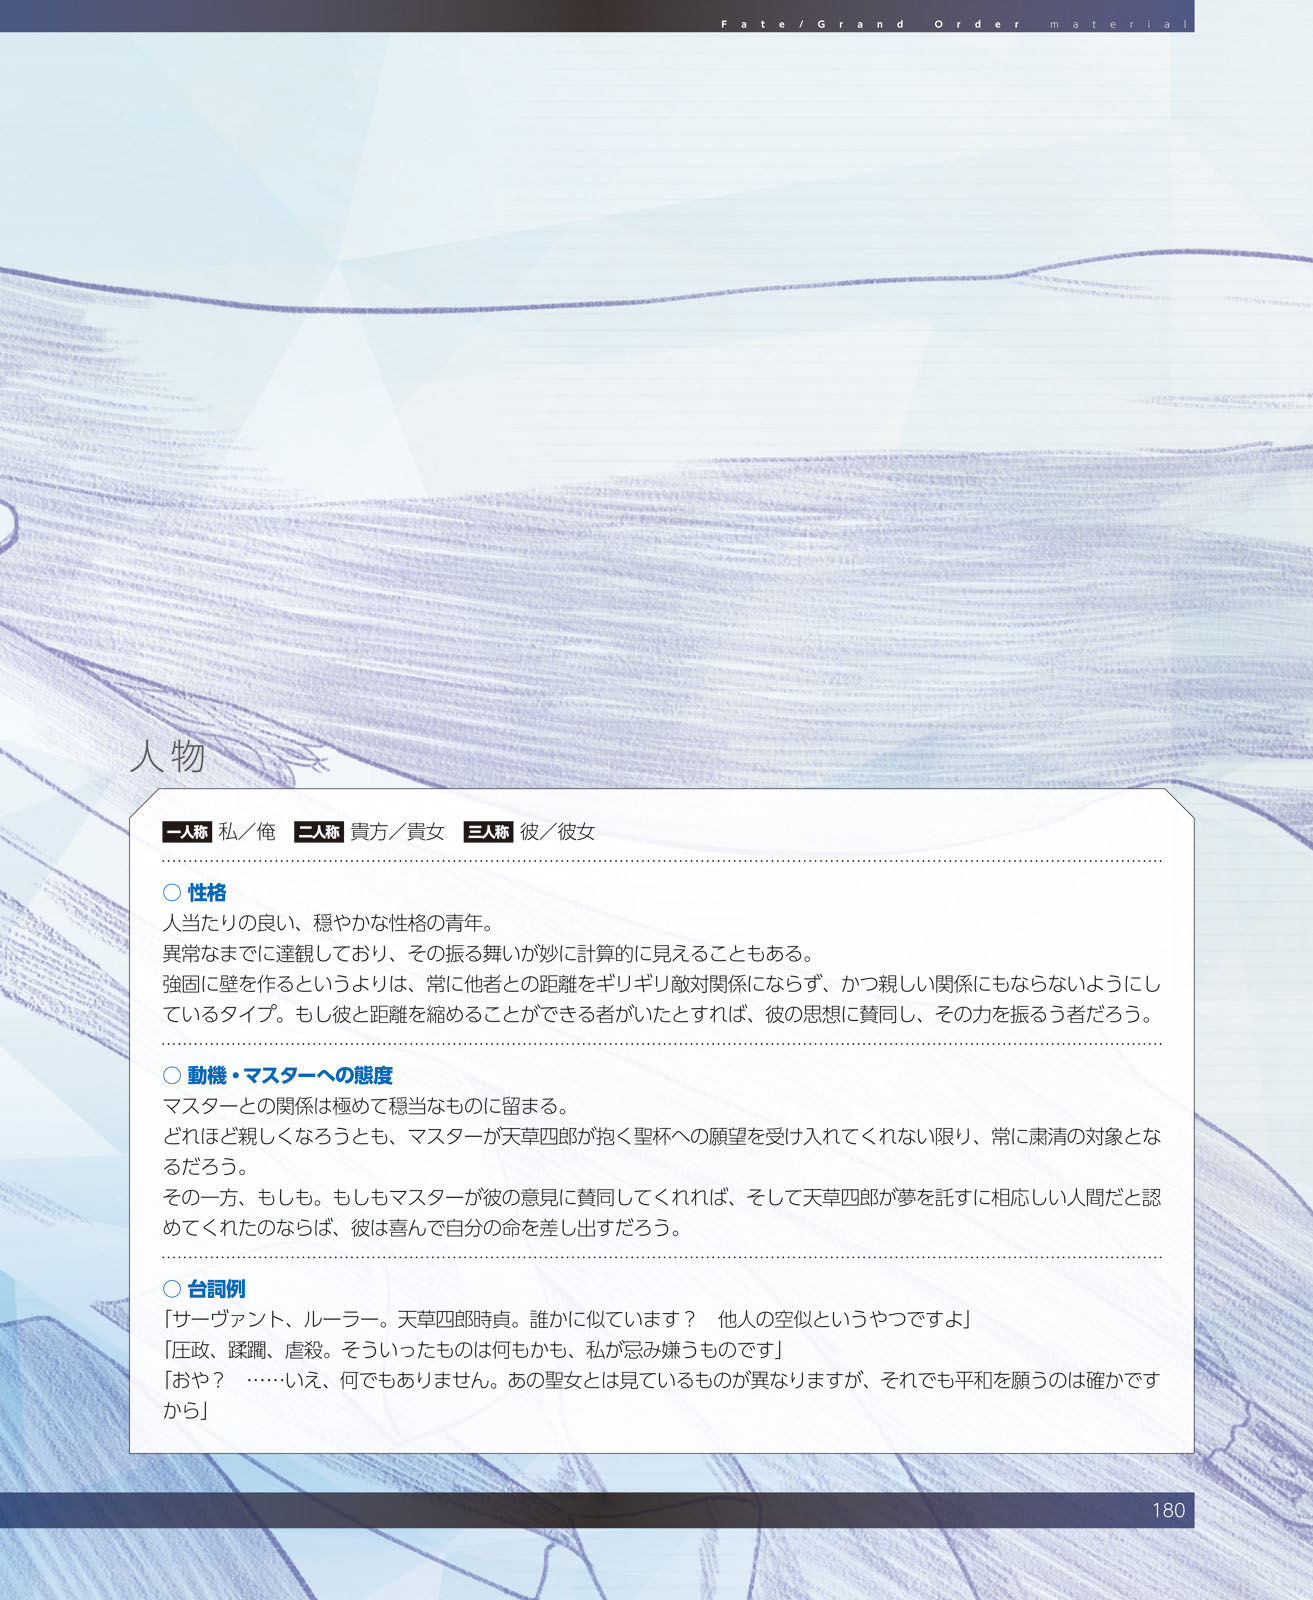 Fate/Grand Order material
人物
一人称 私／俺 二人称 貴方／貴女 三人称 彼／彼女
○ 性格
人当たりの良い、穏やかな性格の青年。
異常なまでに達観しており、その振る舞いが妙に計算的に見えることもある。
強固に壁を作るというよりは、常に他者との距離をギリギリ敵対関係にならず、かつ親しい関係にもならないようにし
ているタイプ。もし彼と距離を縮めることができる者がいたとすれば、彼の思想に賛同し、その力を振るう者だろう。
○ 動機・マスターへの態度
マスターとの関係は極めて穏当なものに留まる。
どれほど親しくなろうとも、マスターが天草四郎が抱く聖杯への願望を受け入れてくれない限り、常に粛清の対象とな
るだろう。
その一方、もしも。もしもマスターが彼の意見に賛同してくれれば、そして天草四郎が夢を託すに相応しい人間だと認
めてくれたのならば、彼は喜んで自分の命を差し出すだろう。
○ 台詞例
「サーヴァント、ルーラー。天草四郎時貞。誰かに似ています？　他人の空似というやつですよ」
「圧政、蹂躙、虐殺。そういったものは何もかも、私が忌み嫌うものです」
「おや？　……いえ、何でもありません。あの聖女とは見ているものが異なりますが、それでも平和を願うのは確かです
から」
180